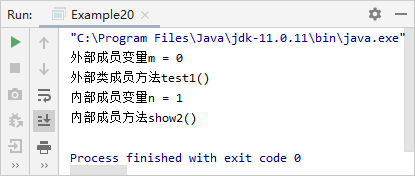 Run: Example20
"C:\Program Files\Java\jdk-11.0.11\bin\java.exe"
外部成员变量m = 0
外部类成员方法test1()
内部成员变量n = 1
内部成员方法show2()
Process finished with exit code 0